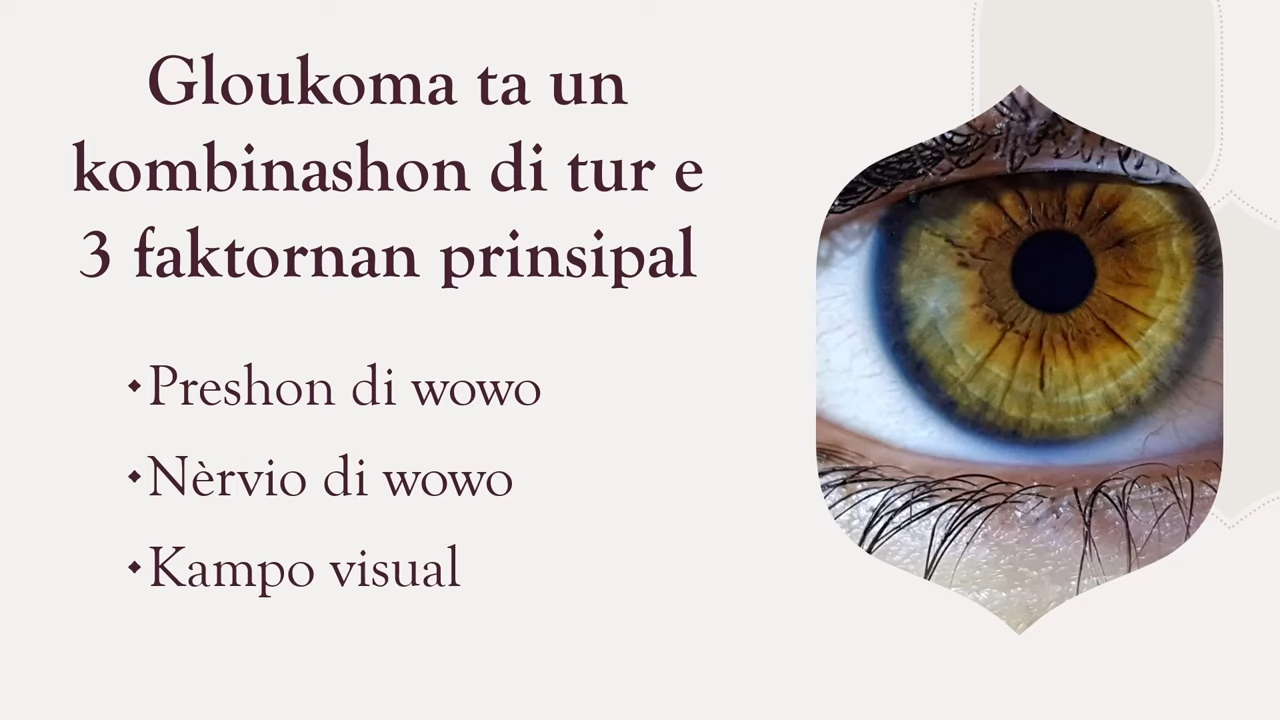 Gloukoma ta un
kombinashon di tur e
3 faktornan prinsipal
Preshon di wowo
Nèrvio di wowo
Kampo visual